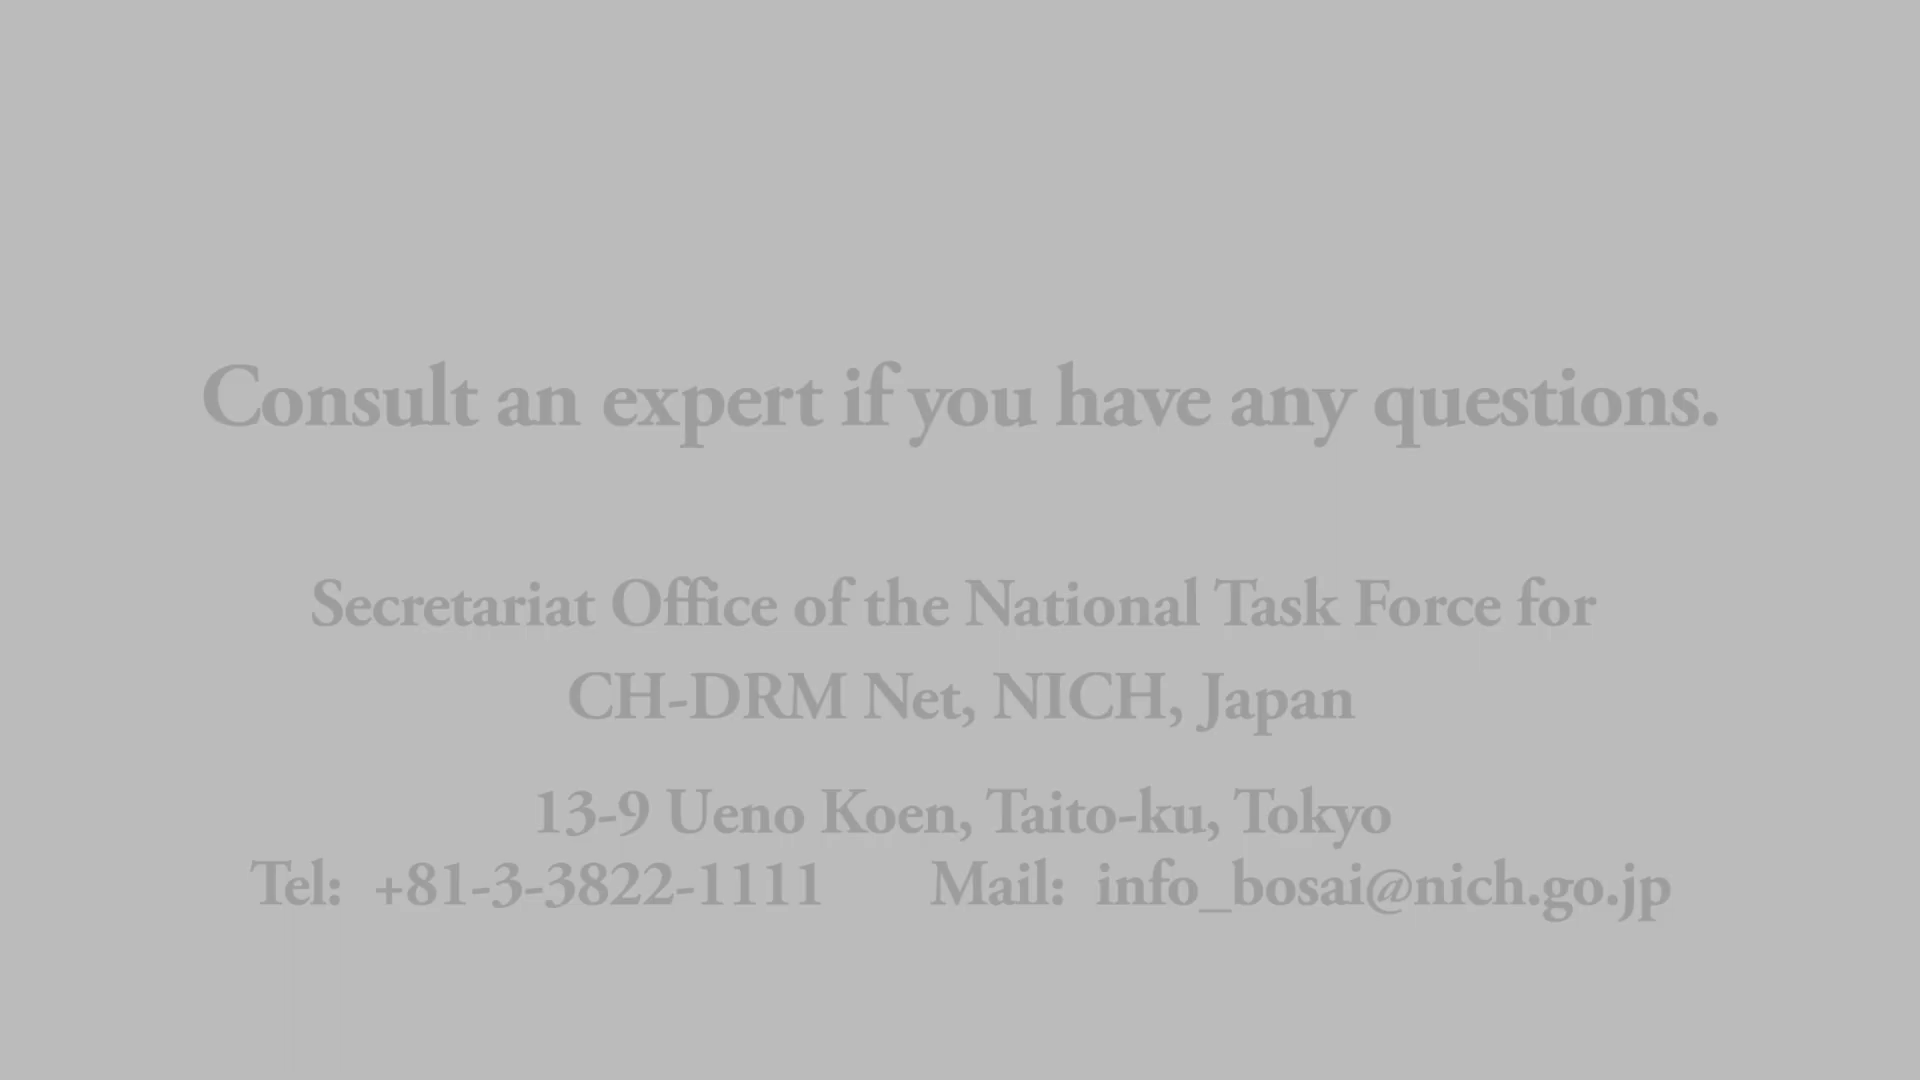 Consult an expert if you have any questions.
Secretariat Office of the National Task Force for
CH-DRM Net, NICH, Japan
13-9 Ueno Koen, Taito-ku, Tokyo
Tel: +81-3-3822-1111 Mail: info_bosai@nich.go.jp